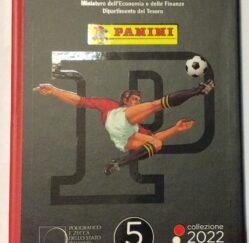 Ministero dell'Economia e delle Finanze
Dipartimento del Tesoro
PANINI
P
POLIGRAFICO
E ZECCA
DELLO STATO
5
collezione
2022